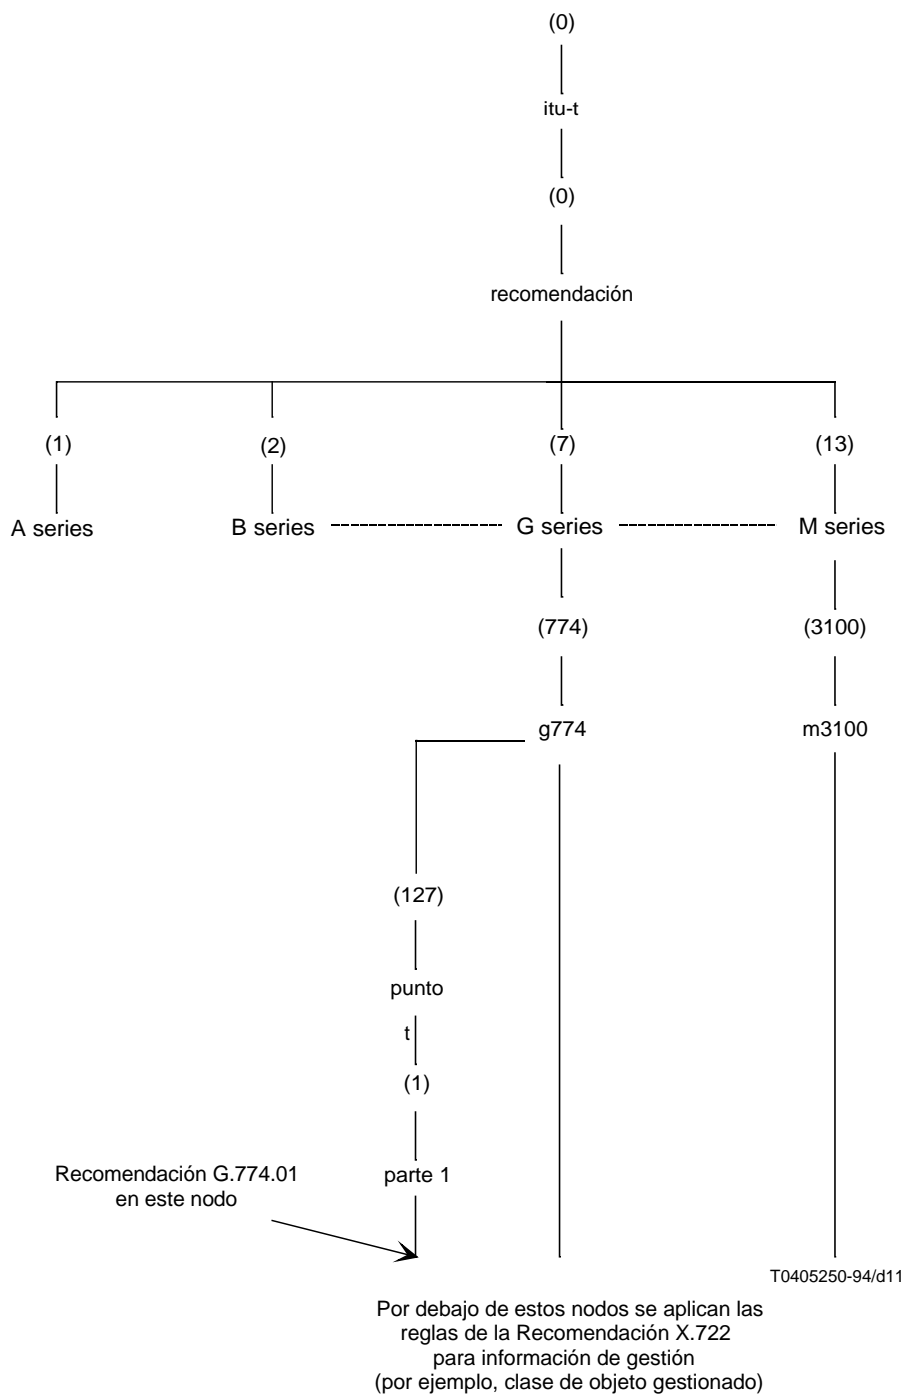 (0)
itu-t
(0)
recomendación
(1)
(2)
(7)
(13)
A series
B series
G series
M series
(774)
(3100)
g774
m3100
(127)
punto
t
(1)
Recomendación G.774.01
en este nodo
parte 1
T0405250-94/d11
Por debajo de estos nodos se aplican las
reglas de la Recomendación X.722
para información de gestión
(por ejemplo, clase de objeto gestionado)